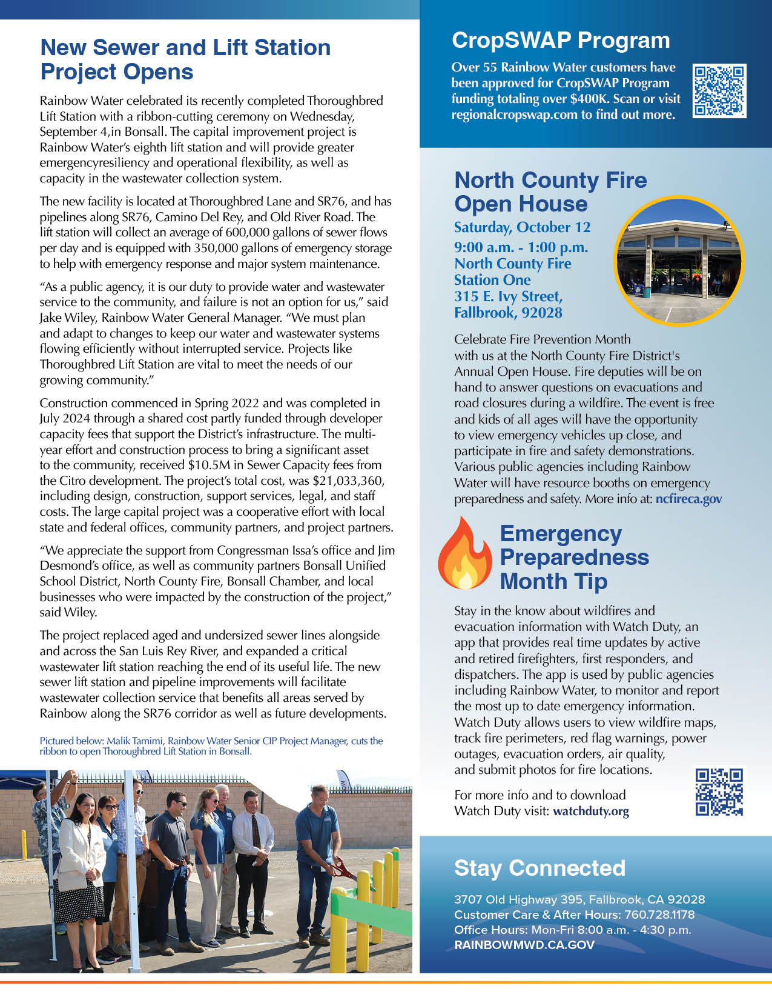 New Sewer and Lift Station
Project Opens
Rainbow Water celebrated its recently completed Thoroughbred
Lift Station with a ribbon-cutting ceremony on Wednesday,
September 4,in Bonsall. The capital improvement project is
Rainbow Water's eighth lift station and will provide greater
emergencyresiliency and operational flexibility, as well as
capacity in the wastewater collection system.
The new facility is located at Thoroughbred Lane and SR76, and has
pipelines along SR76, Camino Del Rey, and Old River Road. The
lift station will collect an average of 600,000 gallons of sewer flows
per day and is equipped with 350,000 gallons of emergency storage
to help with emergency response and major system maintenance.
“As a public agency, it is our duty to provide water and wastewater
service to the community, and failure is not an option for us,” said
Jake Wiley, Rainbow Water General Manager. “We must plan
and adapt to changes to keep our water and wastewater systems
flowing efficiently without interrupted service. Projects like
Thoroughbred Lift Station are vital to meet the needs of our
growing community.”
Construction commenced in Spring 2022 and was completed in
July 2024 through a shared cost partly funded through developer
capacity fees that support the District's infrastructure. The multi-
year effort and construction process to bring a significant asset
to the community, received $10.5M in Sewer Capacity fees from
the Citro development. The project's total cost, was $21,033,360,
including design, construction, support services, legal, and staff
costs. The large capital project was a cooperative effort with local
state and federal offices, community partners, and project partners.
“We appreciate the support from Congressman Issa's office and Jim
Desmond's office, as well as community partners Bonsall Unified
School District, North County Fire, Bonsall Chamber, and local
businesses who were impacted by the construction of the project,”
said Wiley.
The project replaced aged and undersized sewer lines alongside
and across the San Luis Rey River, and expanded a critical
wastewater lift station reaching the end of its useful life. The new
sewer lift station and pipeline improvements will facilitate
wastewater collection service that benefits all areas served by
Rainbow along the SR76 corridor as well as future developments.
Pictured below: Malik Tamimi, Rainbow Water Senior CIP Project Manager, cuts the
ribbon to open Thoroughbred Lift Station in Bonsall.
CropSWAP Program
Over 55 Rainbow Water customers have
been approved for CropSWAP Program
funding totaling over $400K. Scan or visit
regionalcropswap.com to find out more.
North County Fire
Open House
Saturday, October 12
9:00 a.m. - 1:00 p.m.
North County Fire
Station One
315 E. Ivy Street,
Fallbrook, 92028
Celebrate Fire Prevention Month
with us at the North County Fire District's
Annual Open House. Fire deputies will be on
hand to answer questions on evacuations and
road closures during a wildfire. The event is free
and kids of all ages will have the opportunity
to view emergency vehicles up close, and
participate in fire and safety demonstrations.
Various public agencies including Rainbow
Water will have resource booths on emergency
preparedness and safety. More info at: ncfireca.gov
Emergency
Preparedness
Month Tip
Stay in the know about wildfires and
evacuation information with Watch Duty, an
app that provides real time updates by active
and retired firefighters, first responders, and
dispatchers. The app is used by public agencies
including Rainbow Water, to monitor and report
the most up to date emergency information.
Watch Duty allows users to view wildfire maps,
track fire perimeters, red flag warnings, power
outages, evacuation orders, air quality,
and submit photos for fire locations.
For more info and to download
Watch Duty visit: watchduty.org
Stay Connected
3707 Old Highway 395, Fallbrook, CA 92028
Customer Care & After Hours: 760.728.1178
Office Hours: Mon-Fri 8:00 a.m. - 4:30 p.m.
RAINBOWMWD.CA.GOV